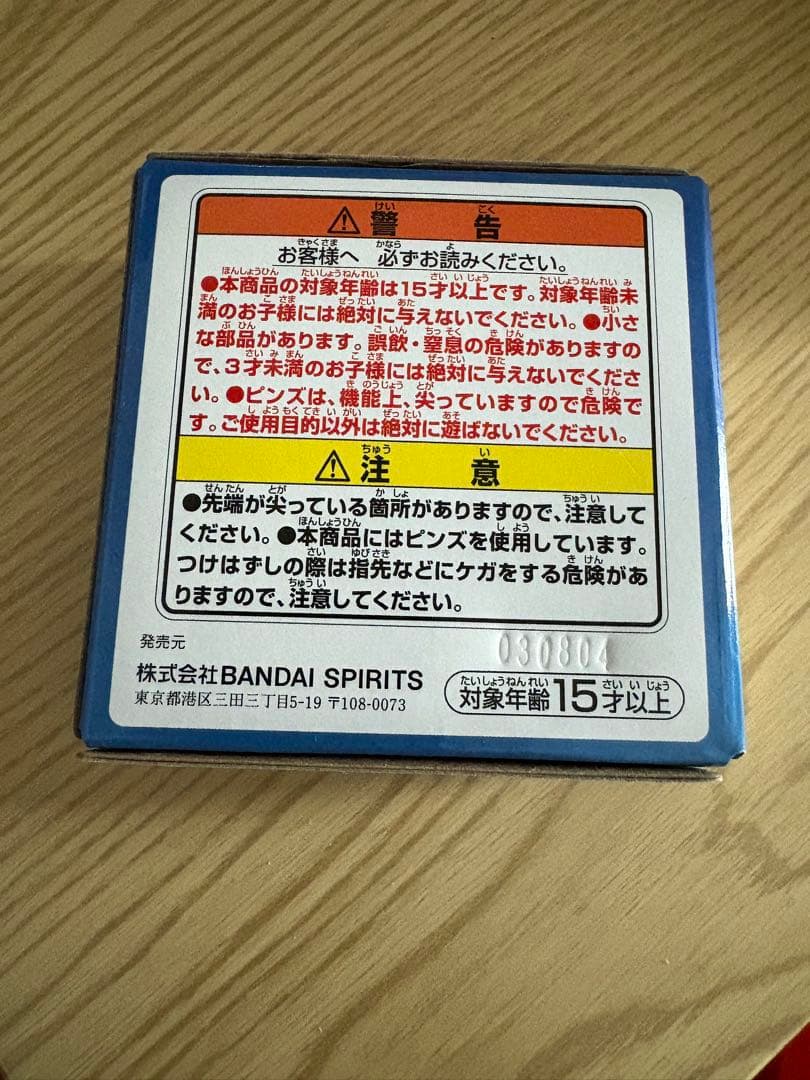 ⚠警告
お客様へ 必ずお読みください。
●本商品の対象年齢は15才以上です。対象年齢未
満のお子様には絶対に与えないでください。●小さ
な部品があります。誤飲・窒息の危険がありますの
で、3才未満のお子様には絶対に与えないでくださ
い。●ピンズは、機能上、尖っていますので危険で
す。ご使用目的以外は絶対に遊ばないでください。
⚠注意
●先端が尖っている箇所がありますので、注意して
ください。●本商品にはピンズを使用しています。
つけはずしの際は指先などにケガをする危険があ
りますので、注意してください。
発売元
030804
株式会社BANDAI SPIRITS
東京都港区三田三丁目5-19 〒108-0073
対象年齢15才以上